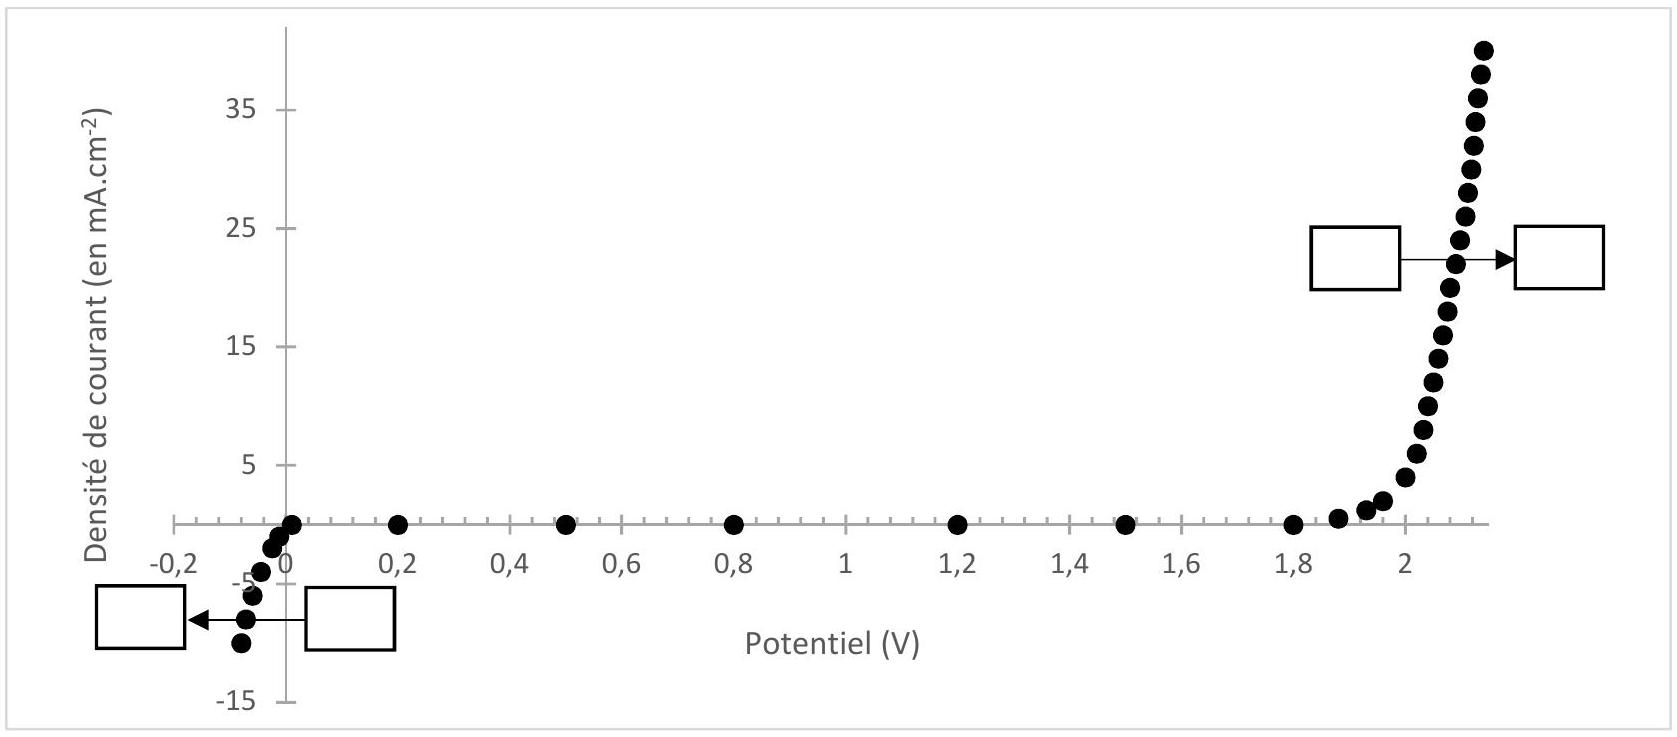 Densité de courant (en mA.cm-2)
35
25
15
5
-0,2 0 0,2 0,4 0,6 0,8 1 1,2 1,4 1,6 1,8 2
-5
Potentiel (V)
-15